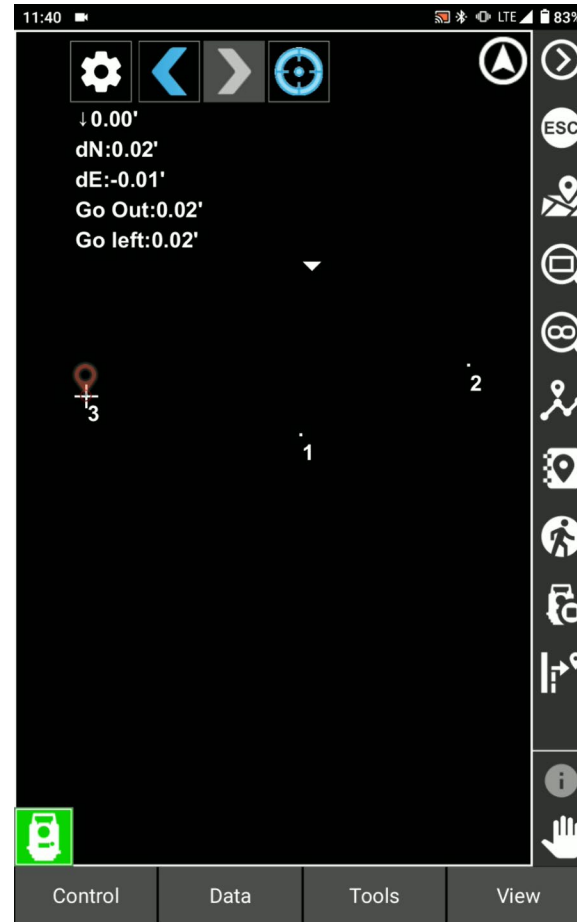 11:40
LTE
83%
↓0.00'
dN:0.02'
dE:-0.01'
Go Out:0.02'
Go left:0.02'
ESC
2
3
1
Control
Data
Tools
View